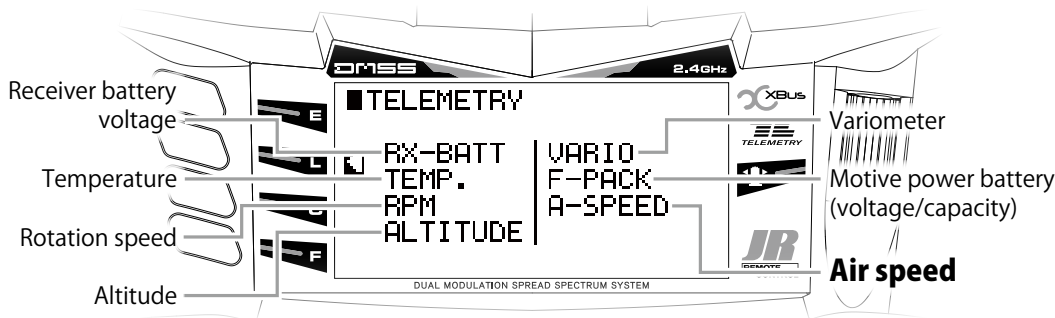 DMSS
2.4GHz
Receiver battery
voltage
Temperature
Rotation speed
Altitude
E
L
F
■TELEMETRY
RX-BATT
TEMP.
RPM
ALTITUDE
VARIO
F-PACK
A-SPEED
XBus
TELEMETRY
JR
REMOTE
Variometer
Motive power battery
(voltage/capacity)
Air speed
DUAL MODULATION SPREAD SPECTRUM SYSTEM